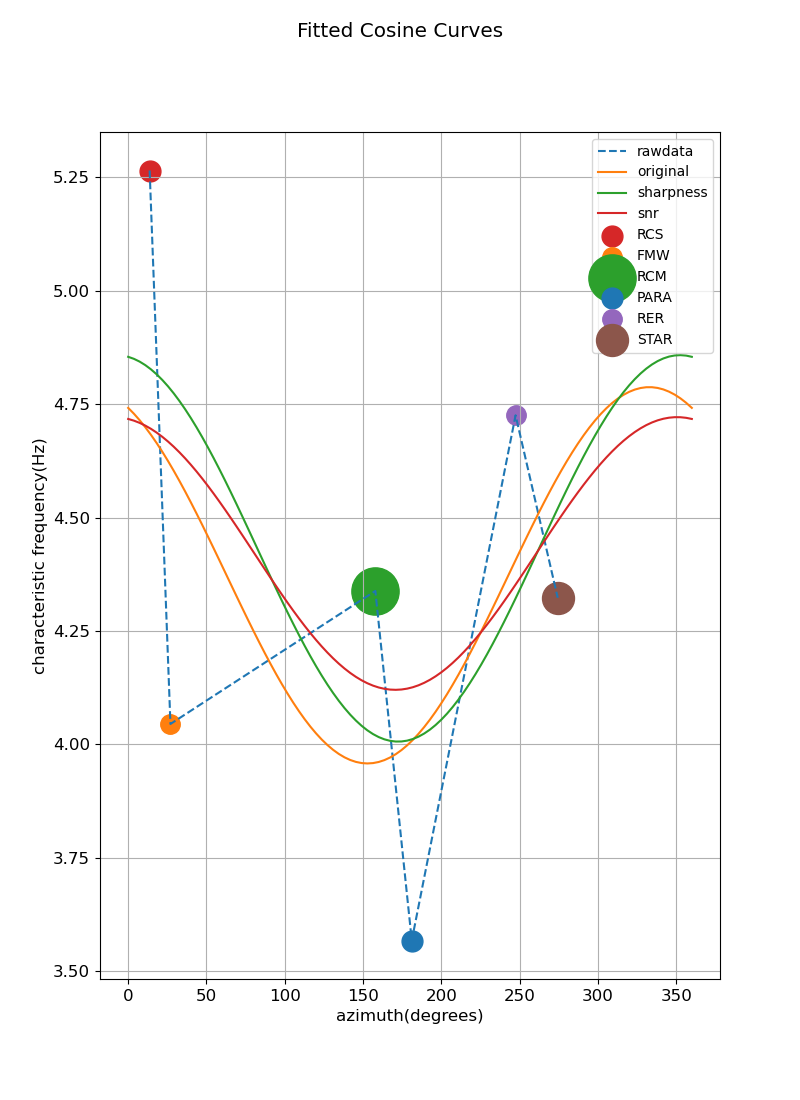 Fitted Cosine Curves
rawdata
original
sharpness
snr
RCS
FMW
RCM
PARA
RER
STAR
characteristic frequency(Hz)
5.25
5.00
4.75
4.50
4.25
4.00
3.75
3.50
0 50 100 150 200 250 300 350
azimuth(degrees)